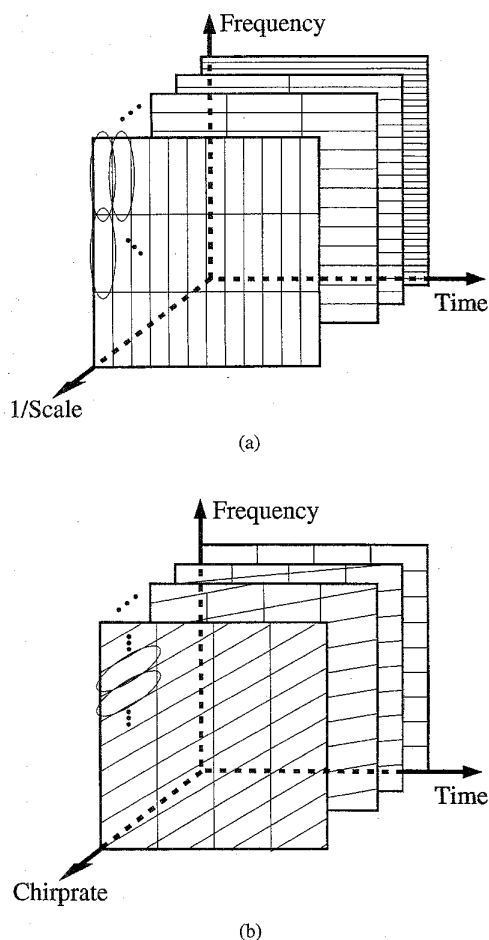 Frequency
Time
1/Scale
(a)
Frequency
Time
Chirprate
(b)